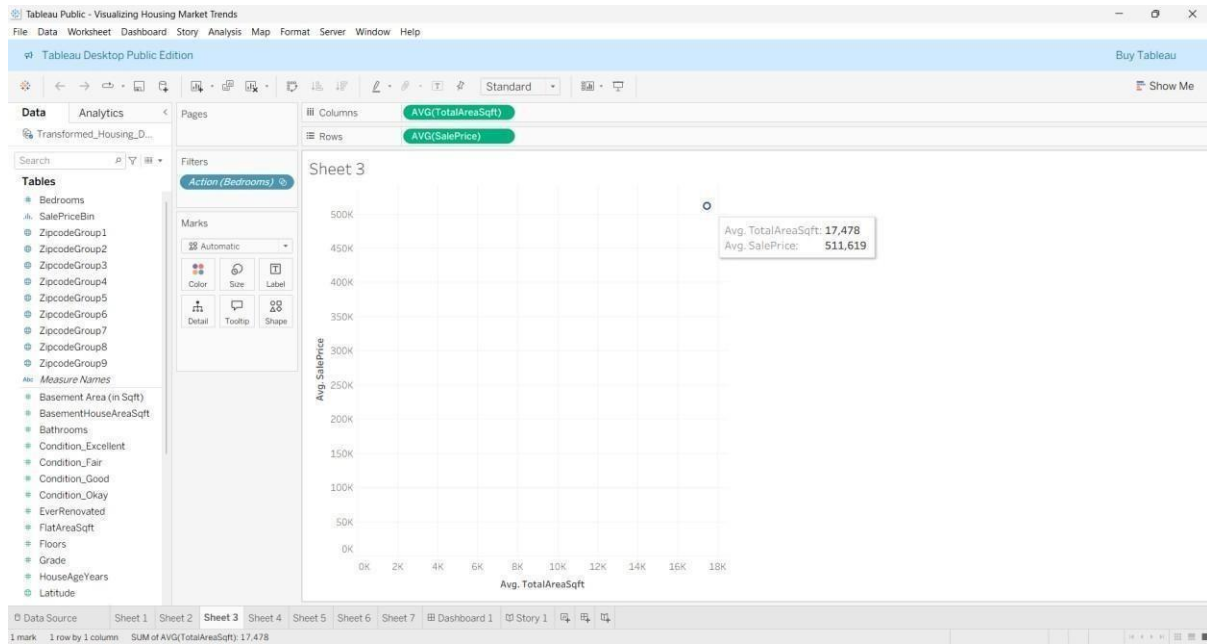 Tableau Public - Visualizing Housing Market Trends
File Data Worksheet Dashboard Story Analysis Map Format Server Window Help
Tableau Desktop Public Edition
Buy Tableau
Standard
Show Me
Data
Analytics
Transformed_Housing_D...
Search
Tables
Bedrooms
SalePriceBin
ZipcodeGroup1
ZipcodeGroup2
ZipcodeGroup3
ZipcodeGroup4
ZipcodeGroup5
ZipcodeGroup6
ZipcodeGroup7
ZipcodeGroup8
ZipcodeGroup9
Abc Measure Names
Basement Area (in Sqft)
BasementHouseAreaSqft
Bathrooms
Condition_Excellent
Condition_Fair
Condition_Good
Condition_Okay
EverRenovated
FlatAreaSqft
Floors
Grade
HouseAgeYears
Latitude
Pages
Filters
Action (Bedrooms)
Marks
Automatic
Color Size Label
Detail Tooltip Shape
Columns
AVG(TotalAreaSqft)
Rows
AVG(SalePrice)
Sheet 3
500K
450K
400K
350K
300K
250K
200K
150K
100K
50K
0K
Avg. SalePrice
0K 2K 4K 6K 8K 10K 12K 14K 16K 18K
Avg. TotalAreaSqft
Avg. TotalAreaSqft: 17,478
Avg. SalePrice: 511,619
Data Source Sheet 1 Sheet 2 Sheet 3 Sheet 4 Sheet 5 Sheet 6 Sheet 7 Dashboard 1 Story 1
1 mark 1 row by 1 column SUM of AVG(TotalAreaSqft): 17,478